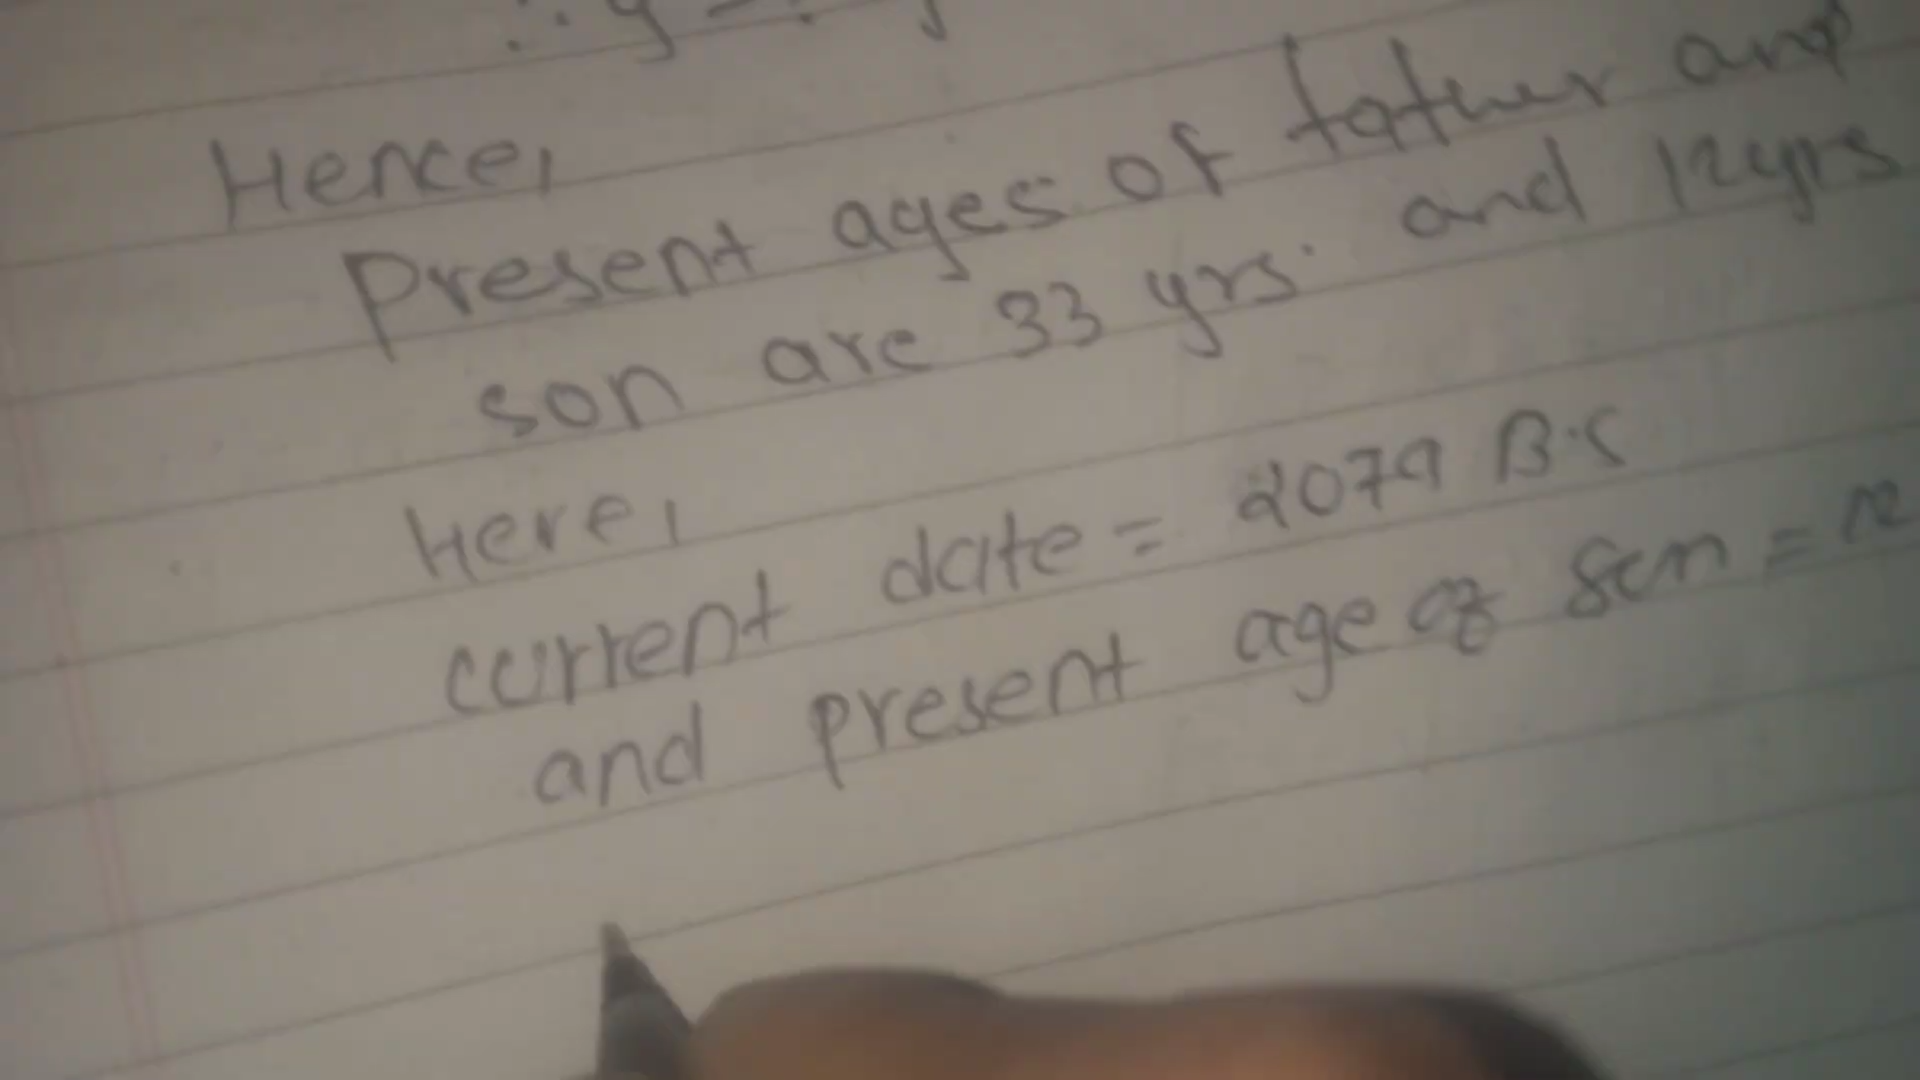 Hence,
Present ages of father and
son are 33 yrs. and 12yrs
Here,
current date = 2079 B.S
and present age of son = 12